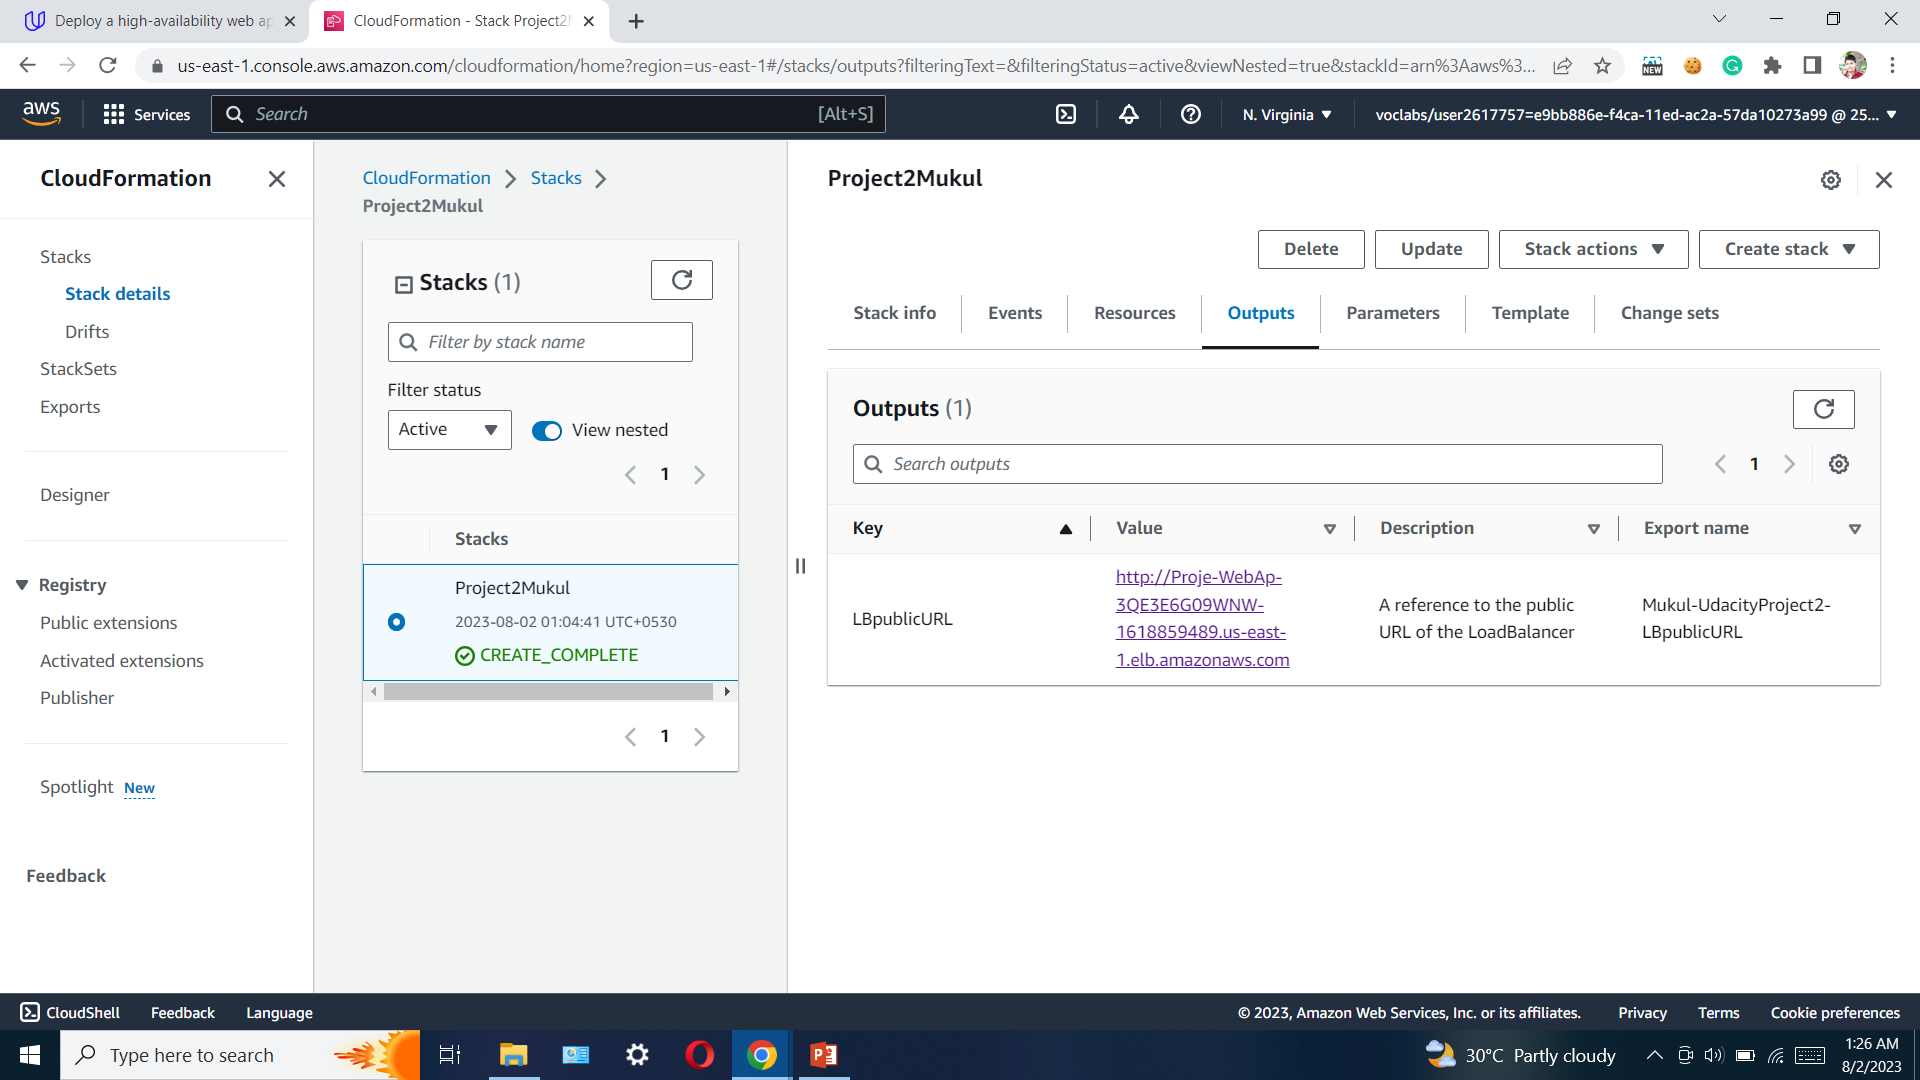 Deploy a high-availability web ap
CloudFormation - Stack Project2M
us-east-1.console.aws.amazon.com/cloudformation/home?region=us-east-1#/stacks/outputs?filteringText=&filteringStatus=active&viewNested=true&stackId=arn%3Aaws%3...
NEW
aws
Services
Search
[Alt+S]
N. Virginia
voclabs/user2617757=e9bb886e-f4ca-11ed-ac2a-57da10273a99 @ 25...
CloudFormation
Stacks
Stack details
Drifts
StackSets
Exports
Designer
Registry
Public extensions
Activated extensions
Publisher
Spotlight New
Feedback
CloudFormation
Stacks
Project2Mukul
Stacks (1)
Filter by stack name
Filter status
Active
View nested
1
Stacks
Project2Mukul
2023-08-02 01:04:41 UTC+0530
CREATE_COMPLETE
1
Project2Mukul
Delete
Update
Stack actions
Create stack
Stack info
Events
Resources
Outputs
Parameters
Template
Change sets
Outputs (1)
Search outputs
1
Key
Value
Description
Export name
LBpublicURL
http://Proje-WebAp-
3QE3E6G09WNW-
1618859489.us-east-
1.elb.amazonaws.com
A reference to the public
URL of the LoadBalancer
Mukul-UdacityProject2-
LBpublicURL
CloudShell
Feedback
Language
© 2023, Amazon Web Services, Inc. or its affiliates.
Privacy
Terms
Cookie preferences
Type here to search
30°C Partly cloudy
1:26 AM
8/2/2023